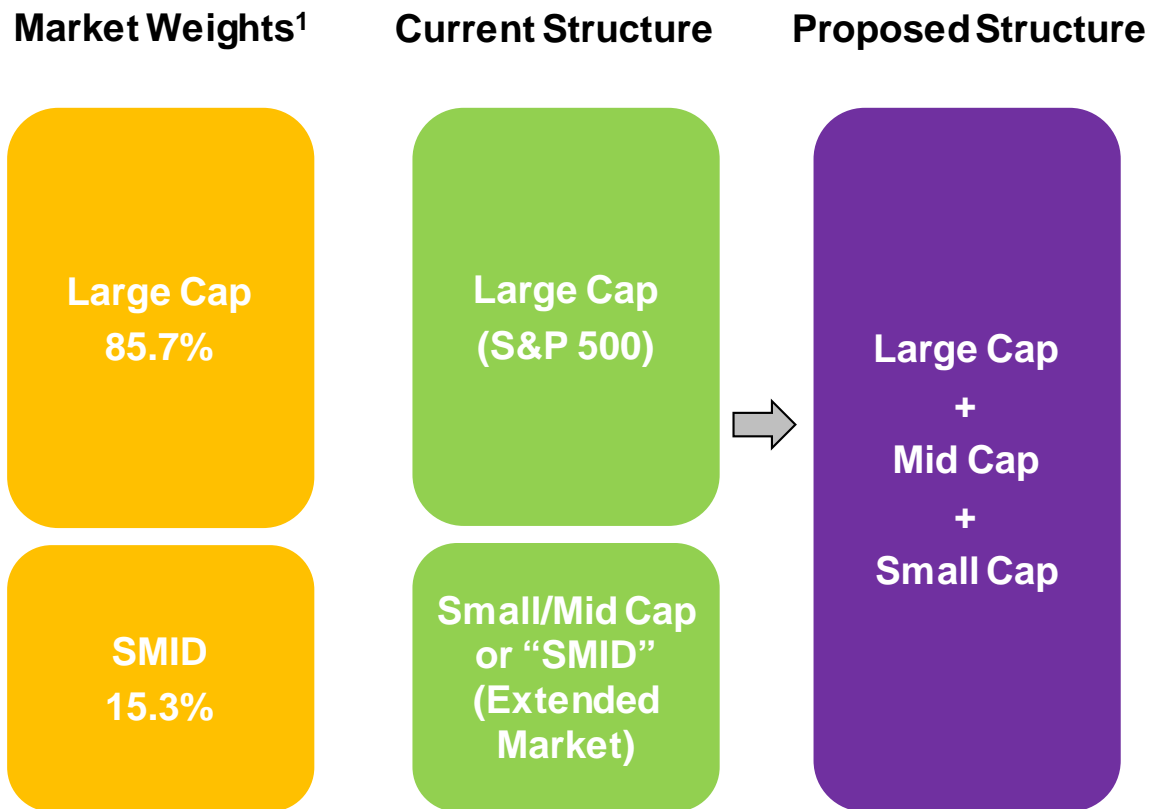 Market Weights¹
Large Cap
85.7%
SMID
15.3%
Current Structure
Large Cap
(S&P 500)
Small/Mid Cap
or “SMID”
(Extended
Market)
Proposed Structure
Large Cap
+
Mid Cap
+
Small Cap